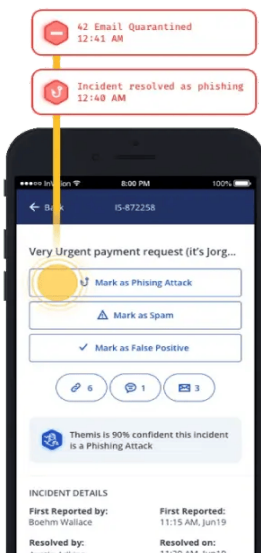 42 Email Quarantined
12:41 AM
Incident resolved as phishing
12:40 AM
8:00 PM
100%
IS-872258
Very Urgent payment request (it's Jorg...
Mark as Phising Attack
Mark as Spam
Mark as False Positive
6
1
3
Themis is 90% confident this incident
is a Phishing Attack
INCIDENT DETAILS
First Reported by:
Boehm Wallace
First Reported:
11:15 AM, Jun19
Resolved by:
Resolved on: